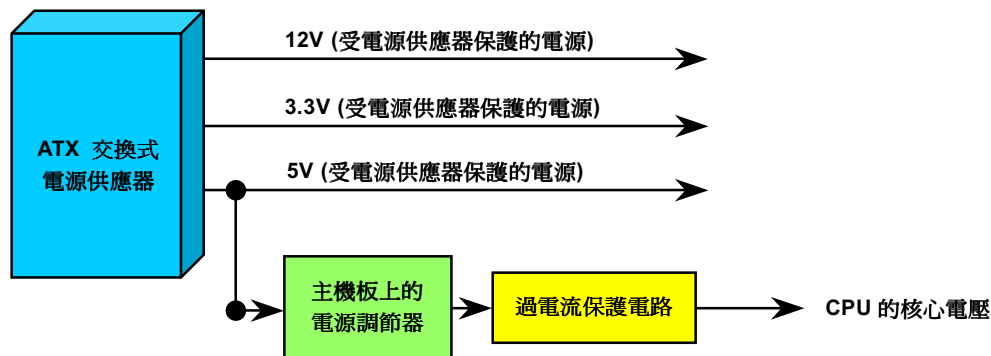 12V (受電源供應器保護的電源)
3.3V (受電源供應器保護的電源)
ATX 交換式
電源供應器
5V (受電源供應器保護的電源)
主機板上的
電源調節器
過電流保護電路
CPU 的核心電壓